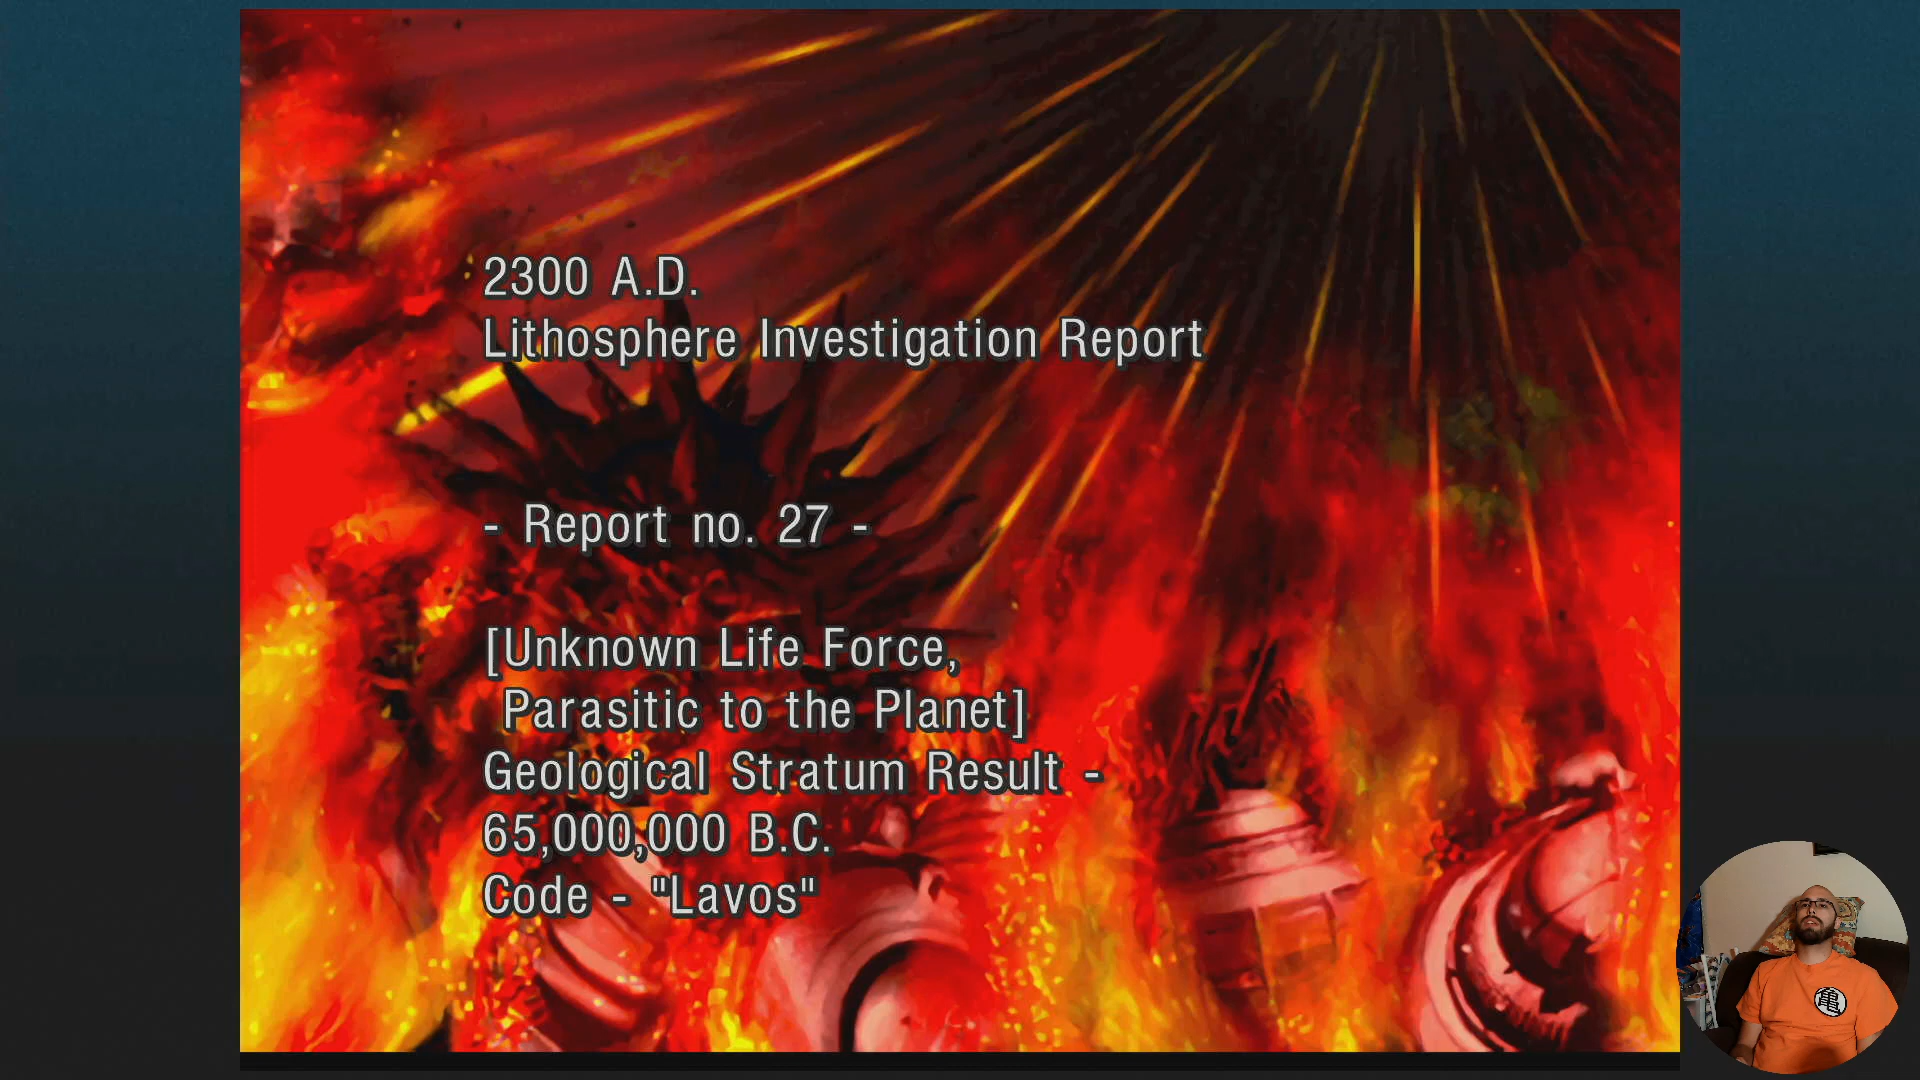 2300 A.D.
Lithosphere Investigation Report
- Report no. 27 -
[Unknown Life Force,
Parasitic to the Planet]
Geological Stratum Result -
65,000,000 B.C.
Code - "Lavos"
亀